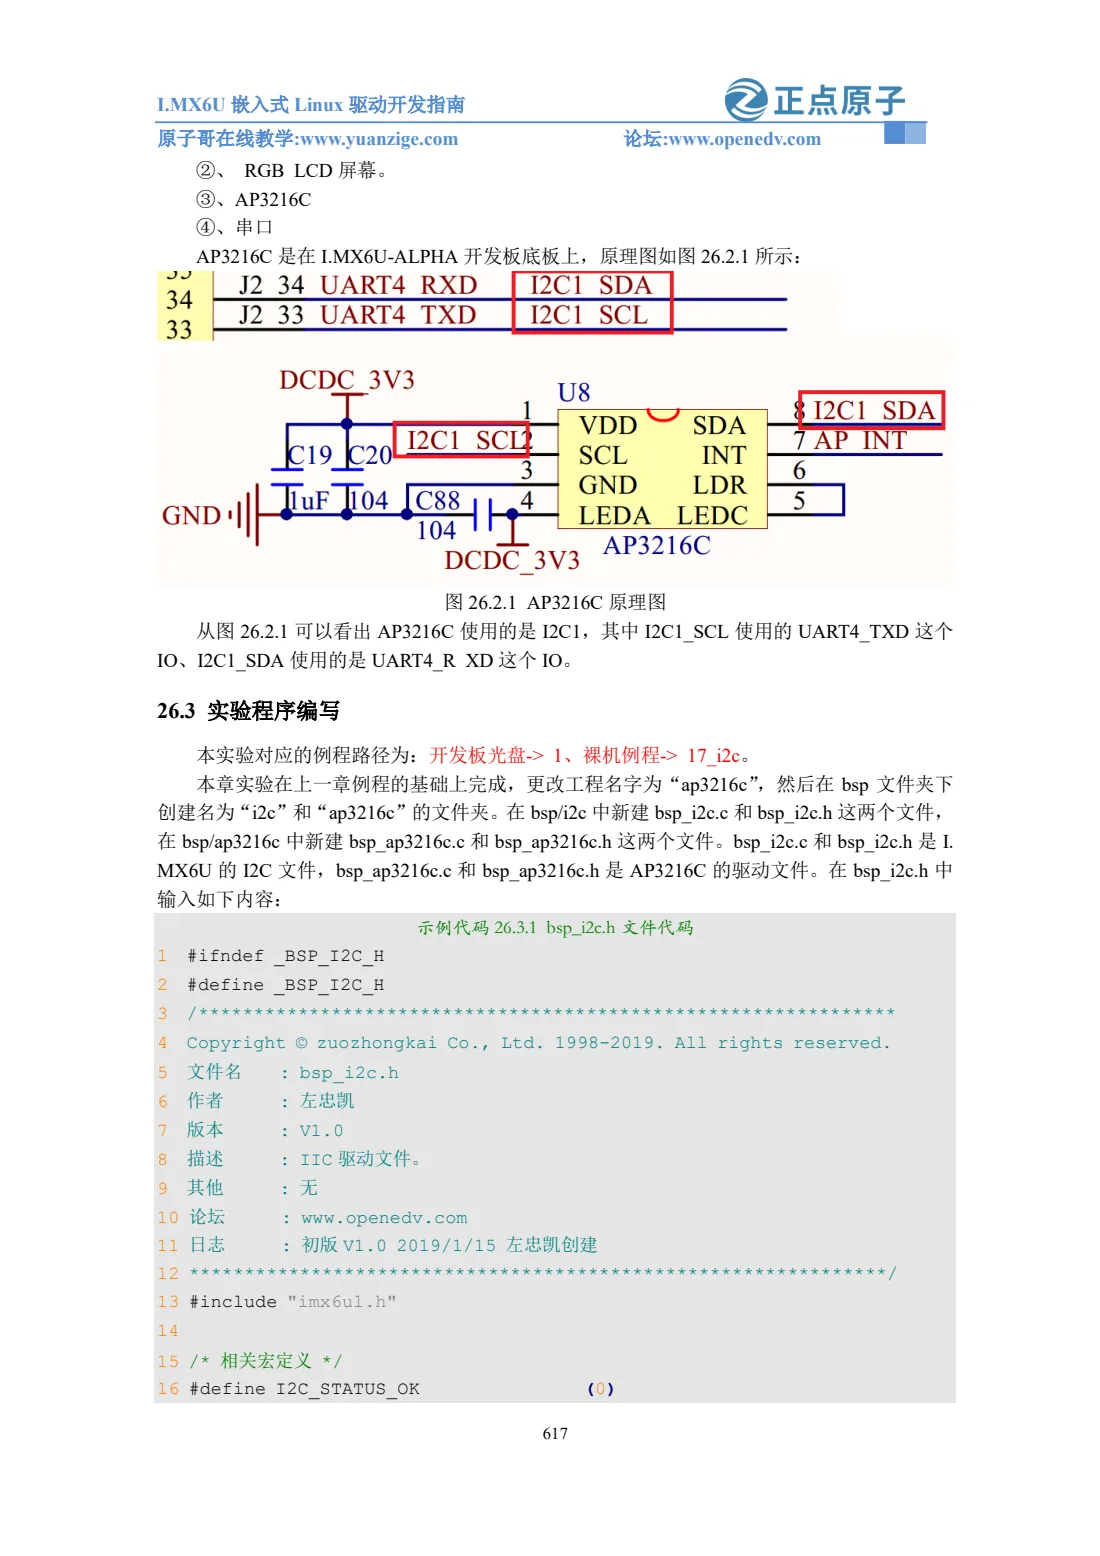 I.MX6U 嵌入式 Linux 驱动开发指南
正点原子
原子哥在线教学:www.yuanzige.com 论坛:www.openedv.com
②、 RGB LCD 屏幕。
③、AP3216C
④、串口
AP3216C 是在 I.MX6U-ALPHA 开发板底板上，原理图如图 26.2.1 所示：
34 J2 34 UART4 RXD I2C1 SDA
33 J2 33 UART4 TXD I2C1 SCL
DCDC_3V3
U8
1 VDD SDA 8 I2C1 SDA
I2C1 SCL 2 SCL INT 7 AP INT
C19 C20 3 GND LDR 6
GND 1uF 104 C88 4 LEDA LEDC 5
104 AP3216C
DCDC_3V3
图 26.2.1 AP3216C 原理图
从图 26.2.1 可以看出 AP3216C 使用的是 I2C1，其中 I2C1_SCL 使用的 UART4_TXD 这个
IO、I2C1_SDA 使用的是 UART4_R XD 这个 IO。
26.3 实验程序编写
本实验对应的例程路径为：开发板光盘-> 1、裸机例程-> 17_i2c。
本章实验在上一章例程的基础上完成，更改工程名字为“ap3216c”，然后在 bsp 文件夹下
创建名为“i2c”和“ap3216c”的文件夹。在 bsp/i2c 中新建 bsp_i2c.c 和 bsp_i2c.h 这两个文件，
在 bsp/ap3216c 中新建 bsp_ap3216c.c 和 bsp_ap3216c.h 这两个文件。bsp_i2c.c 和 bsp_i2c.h 是 I.
MX6U 的 I2C 文件，bsp_ap3216c.c 和 bsp_ap3216c.h 是 AP3216C 的驱动文件。在 bsp_i2c.h 中
输入如下内容：
示例代码 26.3.1 bsp_i2c.h 文件代码
1 #ifndef _BSP_I2C_H
2 #define _BSP_I2C_H
3 /****************************************************************
4 Copyright © zuozhongkai Co., Ltd. 1998-2019. All rights reserved.
5 文件名 : bsp_i2c.h
6 作者 : 左忠凯
7 版本 : V1.0
8 描述 : IIC 驱动文件。
9 其他 : 无
10 论坛 : www.openedv.com
11 日志 : 初版 V1.0 2019/1/15 左忠凯创建
12 ****************************************************************/
13 #include "imx6ul.h"
14
15 /* 相关宏定义 */
16 #define I2C_STATUS_OK (0)
617